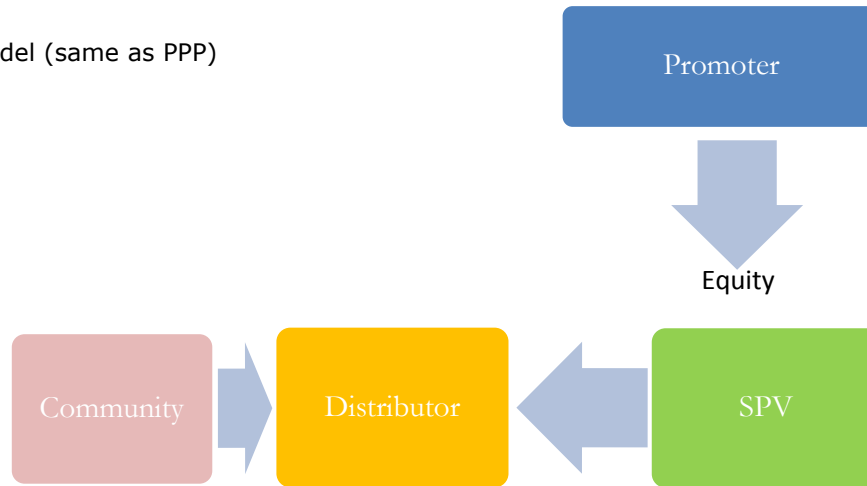 del (same as PPP)
Promoter
Equity
Community
Distributor
SPV